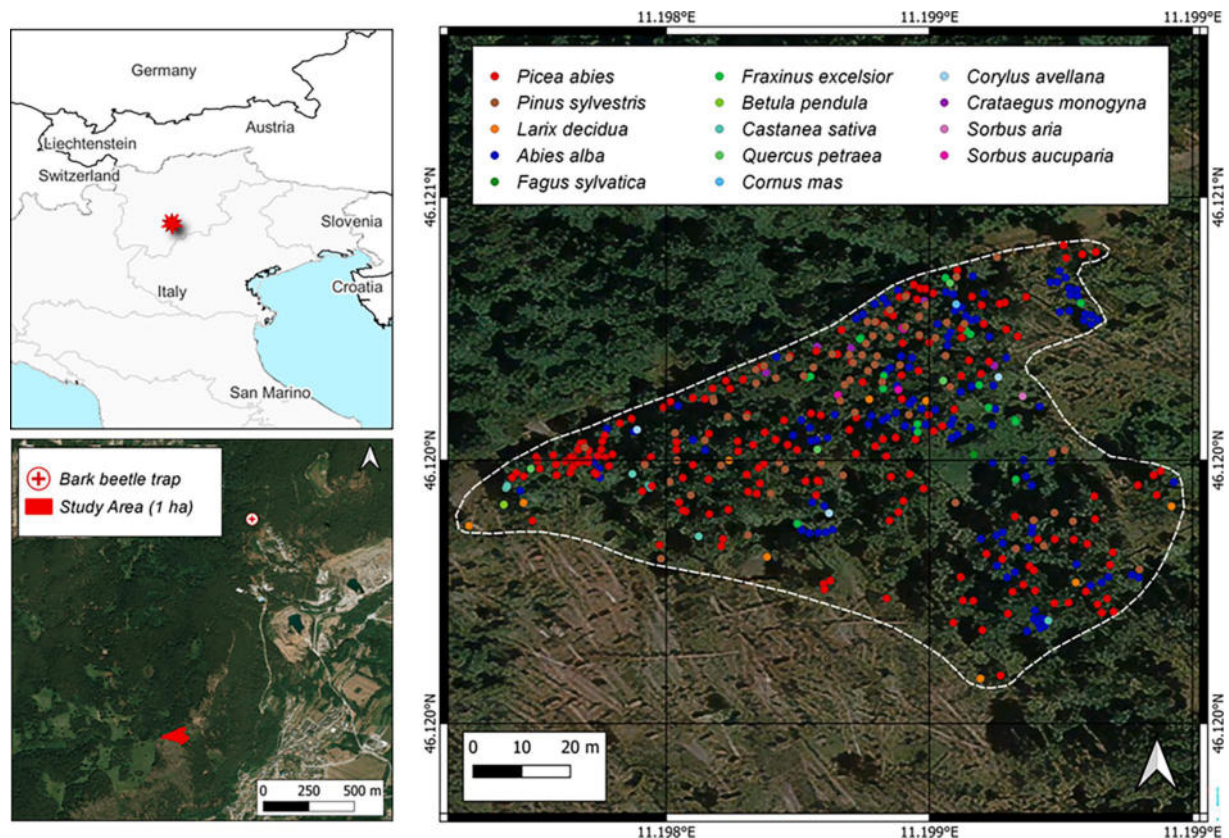 Germany
Austria
Liechtenstein
Switzerland
Slovenia
Croatia
Italy
San Marino
Bark beetle trap
Study Area (1 ha)
0 250 500 m
11.198°E 11.199°E 11.199°E
Picea abies
Pinus sylvestris
Larix decidua
Abies alba
Fagus sylvatica
Fraxinus excelsior
Betula pendula
Castanea sativa
Quercus petraea
Cornus mas
Corylus avellana
Crataegus monogyna
Sorbus aria
Sorbus aucuparia
46.121°N 46.121°N
46.120°N 46.120°N
46.120°N 46.120°N
0 10 20 m
11.198°E 11.199°E 11.199°E